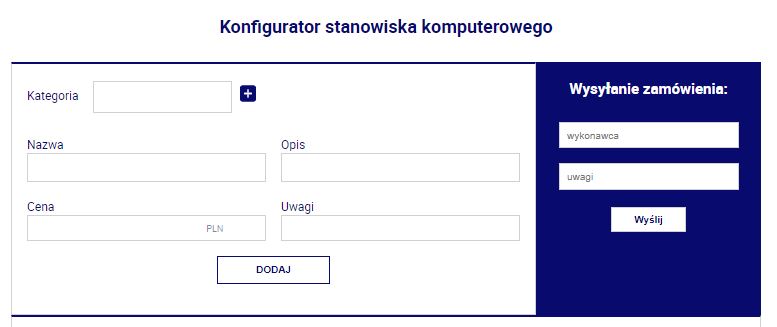 Konfigurator stanowiska komputerowego
Kategoria
Nazwa
Opis
Cena
PLN
Uwagi
DODAJ
Wysyłanie zamówienia:
wykonawca
uwagi
Wyślij